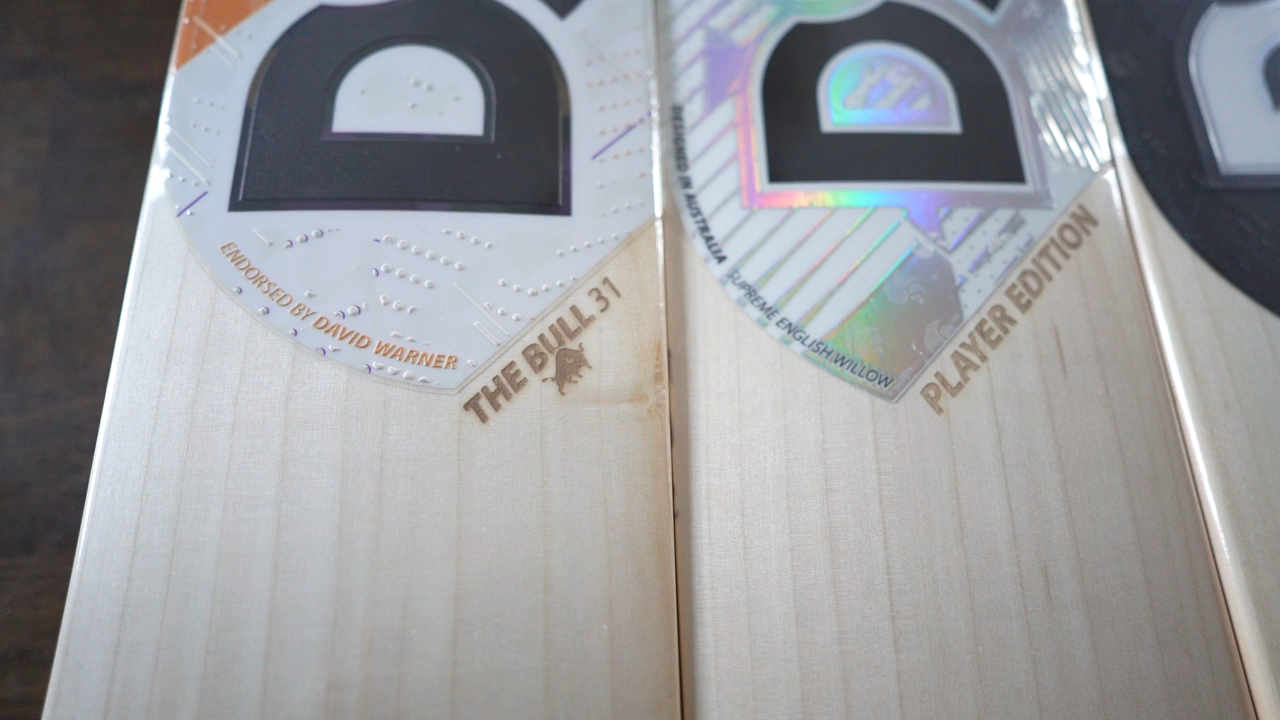 D
ENDORSED BY DAVID WARNER
THE BULL 31
D
DESIGNED IN AUSTRALIA
SUPREME ENGLISH WILLOW
PLAYER EDITION